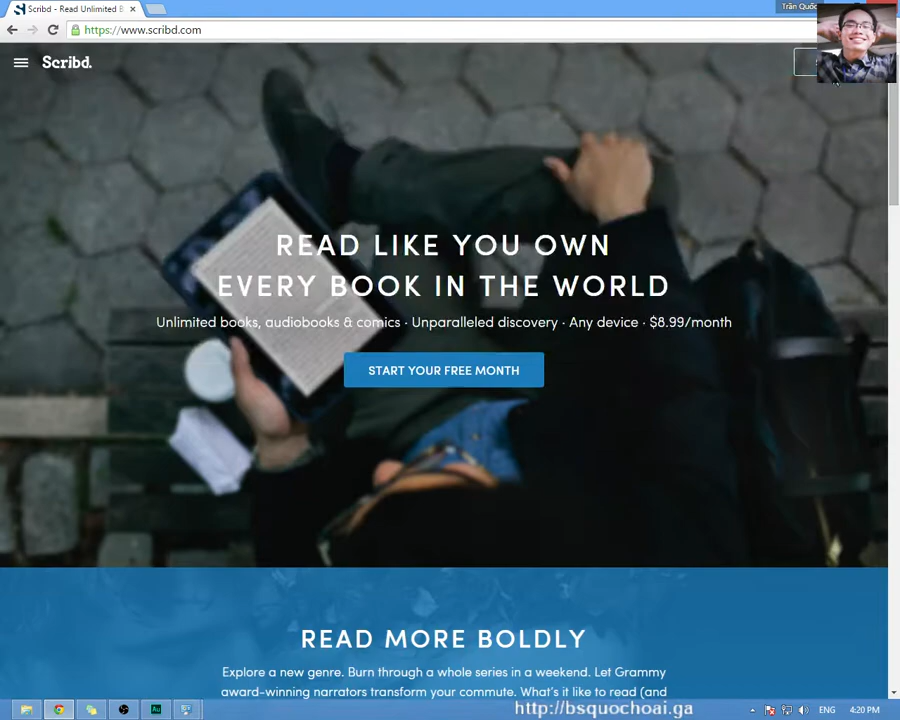 Scribd - Read Unlimited B
Trần Quốc
https://www.scribd.com
Scribd.
READ LIKE YOU OWN
EVERY BOOK IN THE WORLD
Unlimited books, audiobooks & comics · Unparalleled discovery · Any device · $8.99/month
START YOUR FREE MONTH
READ MORE BOLDLY
Explore a new genre. Burn through a whole series in a weekend. Let Grammy
award-winning narrators transform your commute. What's it like to read (and
http://bsquochoai.ga
Au
ENG
4:20 PM